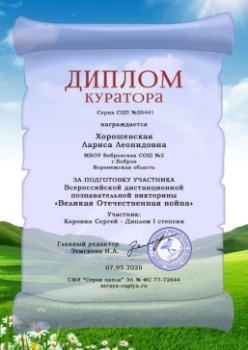 ДИПЛОМ
КУРАТОРА
Серия СЦП №20441
награждается
Хорошенская
Лариса Леонидовна
МБОУ Бобровская СОШ №2
г.Бобров
Воронежская область
ЗА ПОДГОТОВКУ УЧАСТНИКА
Всероссийской дистанционной
познавательной викторины
«Великая Отечественная война»
Участник:
Коровин Сергей - Диплом I степени
Главный редактор
Земскова Н.А.
07.05.2020
СМИ "Серая цапля" ЭЛ № ФС 77-72644
seraya-caplya.ru